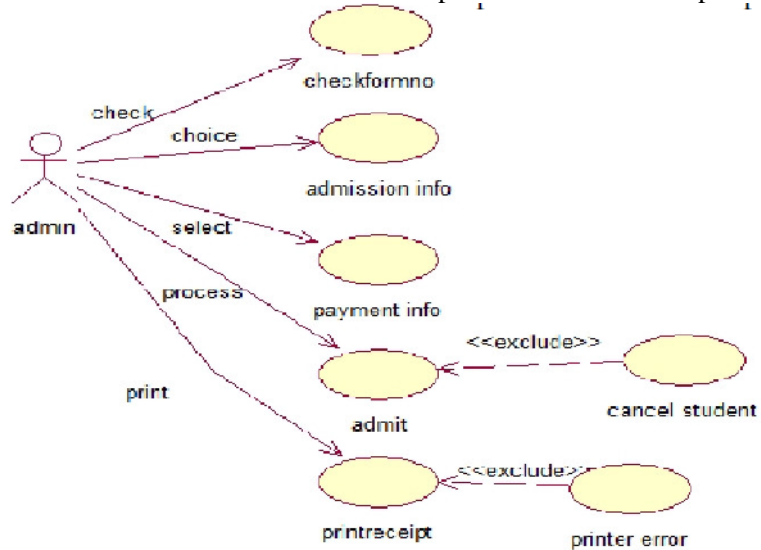 checkformno
check
choice
admission info
admin
select
process
payment info
<<exclude>>
print
admit
cancel student
<<exclude>>
printreceipt
printer error